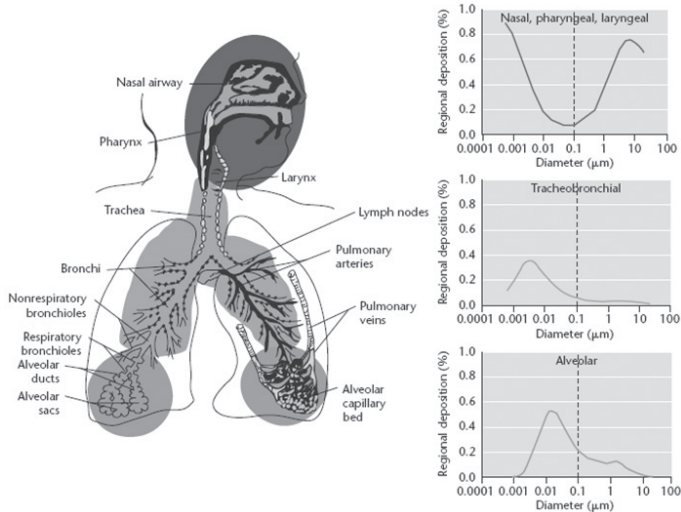 Nasal airway
Pharynx
Larynx
Trachea
Lymph nodes
Pulmonary
arteries
Bronchi
Nonrespiratory
bronchioles
Pulmonary
veins
Respiratory
bronchioles
Alveolar
ducts
Alveolar
sacs
Alveolar
capillary
bed
Nasal, pharyngeal, laryngeal
Regional deposition (%)
1.0
0.8
0.6
0.4
0.2
0.0
0.0001 0.001 0.01 0.1 1 10 100
Diameter (μm)
Tracheobronchial
Regional deposition (%)
1.0
0.8
0.6
0.4
0.2
0.0
0.0001 0.001 0.01 0.1 1 10 100
Diameter (μm)
Alveolar
Regional deposition (%)
1.0
0.8
0.6
0.4
0.2
0.0
0.0001 0.001 0.01 0.1 1 10 100
Diameter (μm)